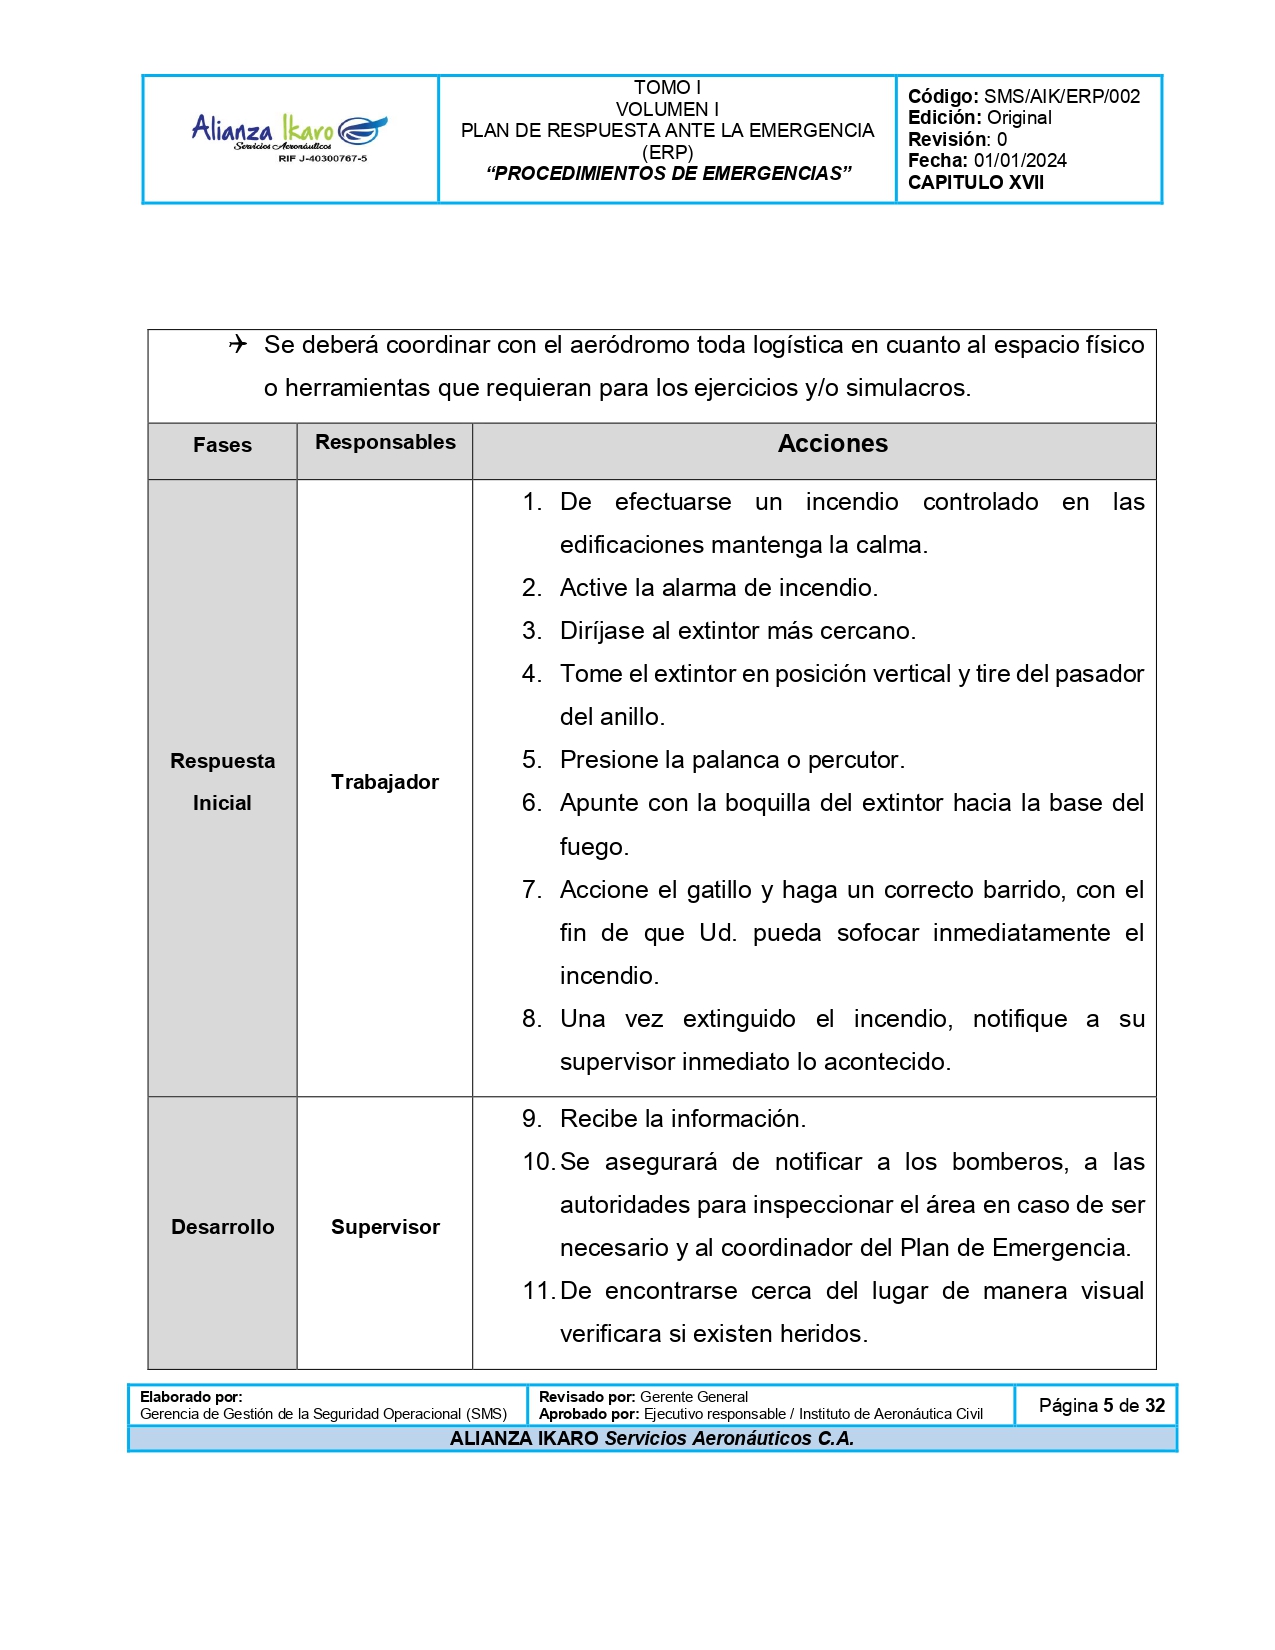 Alianza Ikaro
Servicios Aeronáuticos
RIF J-40300767-5
TOMO I
VOLUMEN I
PLAN DE RESPUESTA ANTE LA EMERGENCIA
(ERP)
“PROCEDIMIENTOS DE EMERGENCIAS”
Código: SMS/AIK/ERP/002
Edición: Original
Revisión: 0
Fecha: 01/01/2024
CAPITULO XVII
Se deberá coordinar con el aeródromo toda logística en cuanto al espacio físico
o herramientas que requieran para los ejercicios y/o simulacros.
Fases
Responsables
Acciones
Respuesta
Inicial
Trabajador
1. De efectuarse un incendio controlado en las
edificaciones mantenga la calma.
2. Active la alarma de incendio.
3. Diríjase al extintor más cercano.
4. Tome el extintor en posición vertical y tire del pasador
del anillo.
5. Presione la palanca o percutor.
6. Apunte con la boquilla del extintor hacia la base del
fuego.
7. Accione el gatillo y haga un correcto barrido, con el
fin de que Ud. pueda sofocar inmediatamente el
incendio.
8. Una vez extinguido el incendio, notifique a su
supervisor inmediato lo acontecido.
Desarrollo
Supervisor
9. Recibe la información.
10. Se asegurará de notificar a los bomberos, a las
autoridades para inspeccionar el área en caso de ser
necesario y al coordinador del Plan de Emergencia.
11. De encontrarse cerca del lugar de manera visual
verificara si existen heridos.
Elaborado por:
Gerencia de Gestión de la Seguridad Operacional (SMS)
Revisado por: Gerente General
Aprobado por: Ejecutivo responsable / Instituto de Aeronáutica Civil
Página 5 de 32
ALIANZA IKARO Servicios Aeronáuticos C.A.